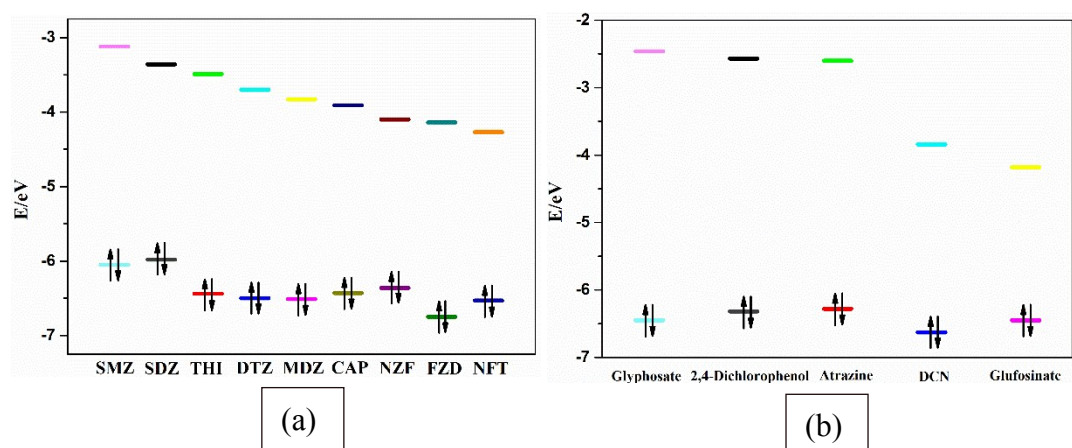 E/eV
-3
-4
-5
-6
-7
SMZ SDZ THI DTZ MDZ CAP NZF FZD NFT
(a)
E/eV
-2
-3
-4
-5
-6
-7
Glyphosate 2,4-Dichlorophenol Atrazine DCN Glufosinate
(b)